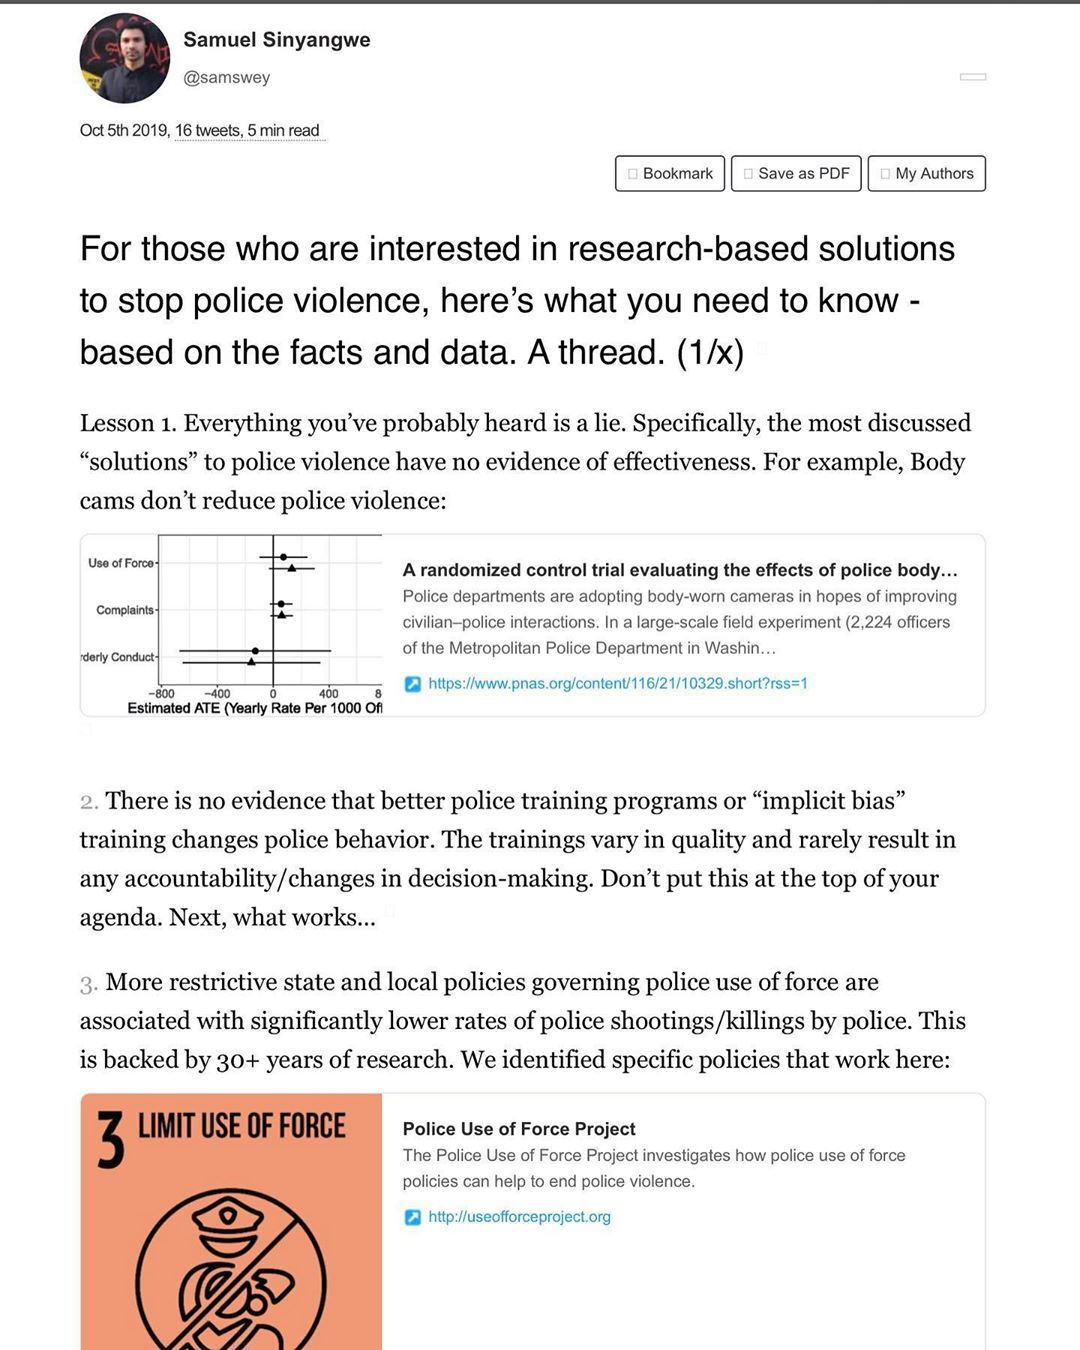 Samuel Sinyangwe
@samswey
Oct 5th 2019, 16 tweets, 5 min read
Bookmark
Save as PDF
My Authors
For those who are interested in research-based solutions
to stop police violence, here’s what you need to know -
based on the facts and data. A thread. (1/x)
Lesson 1. Everything you’ve probably heard is a lie. Specifically, the most discussed
“solutions” to police violence have no evidence of effectiveness. For example, Body
cams don’t reduce police violence:
Use of Force
Complaints
rderly Conduct
−800 −400 0 400 8
Estimated ATE (Yearly Rate Per 1000 Off
A randomized control trial evaluating the effects of police body…
Police departments are adopting body-worn cameras in hopes of improving
civilian–police interactions. In a large-scale field experiment (2,224 officers
of the Metropolitan Police Department in Washin…
https://www.pnas.org/content/116/21/10329.short?rss=1
2. There is no evidence that better police training programs or “implicit bias”
training changes police behavior. The trainings vary in quality and rarely result in
any accountability/changes in decision-making. Don’t put this at the top of your
agenda. Next, what works...
3. More restrictive state and local policies governing police use of force are
associated with significantly lower rates of police shootings/killings by police. This
is backed by 30+ years of research. We identified specific policies that work here:
3 LIMIT USE OF FORCE
Police Use of Force Project
The Police Use of Force Project investigates how police use of force
policies can help to end police violence.
http://useofforceproject.org